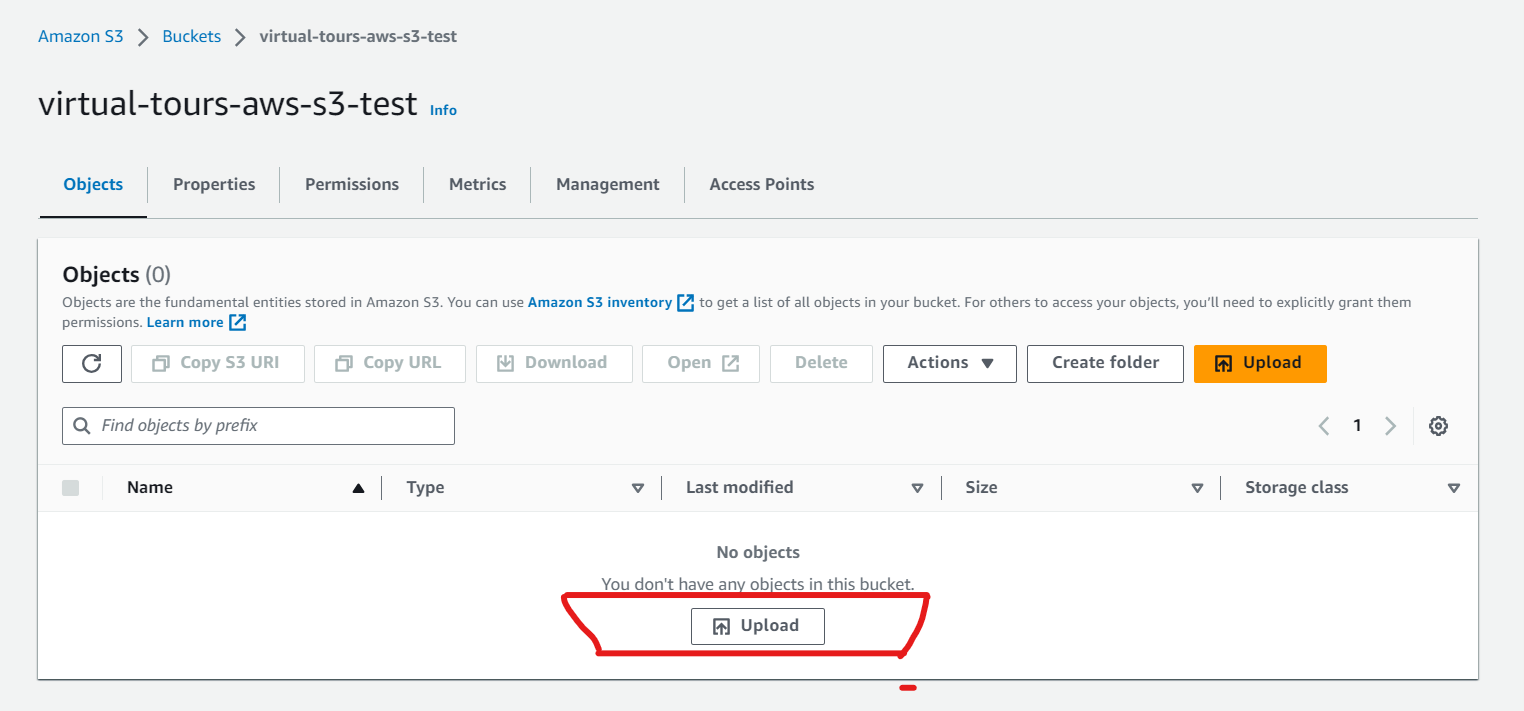 Amazon S3 > Buckets > virtual-tours-aws-s3-test
virtual-tours-aws-s3-test Info
Objects Properties Permissions Metrics Management Access Points
Objects (0)
Objects are the fundamental entities stored in Amazon S3. You can use Amazon S3 inventory to get a list of all objects in your bucket. For others to access your objects, you’ll need to explicitly grant them
permissions. Learn more
Copy S3 URI Copy URL Download Open Delete Actions Create folder Upload
Find objects by prefix 1
Name Type Last modified Size Storage class
No objects
You don't have any objects in this bucket.
Upload